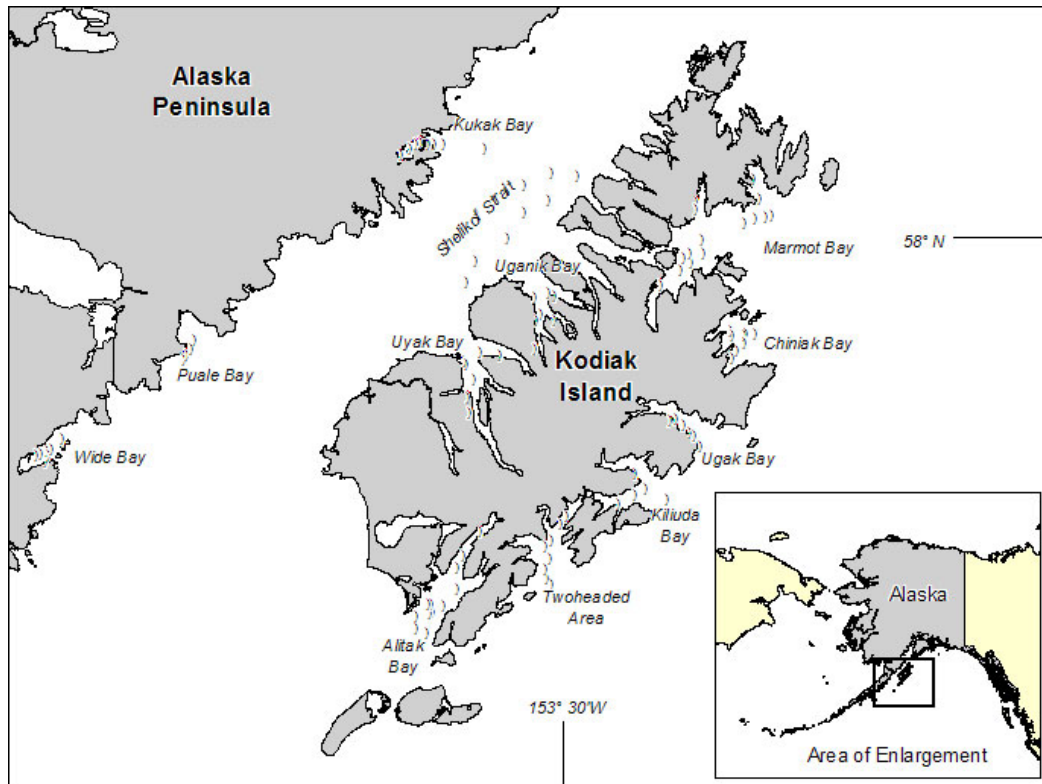 Alaska
Peninsula
Kukak Bay
Shelikof Strait
Marmot Bay
58° N
Uganik Bay
Uyak Bay
Chiniak Bay
Puale Bay
Kodiak
Island
Wide Bay
Ugak Bay
Kiliuda
Bay
Twoheaded
Area
Alitak
Bay
153° 30'W
Alaska
Area of Enlargement